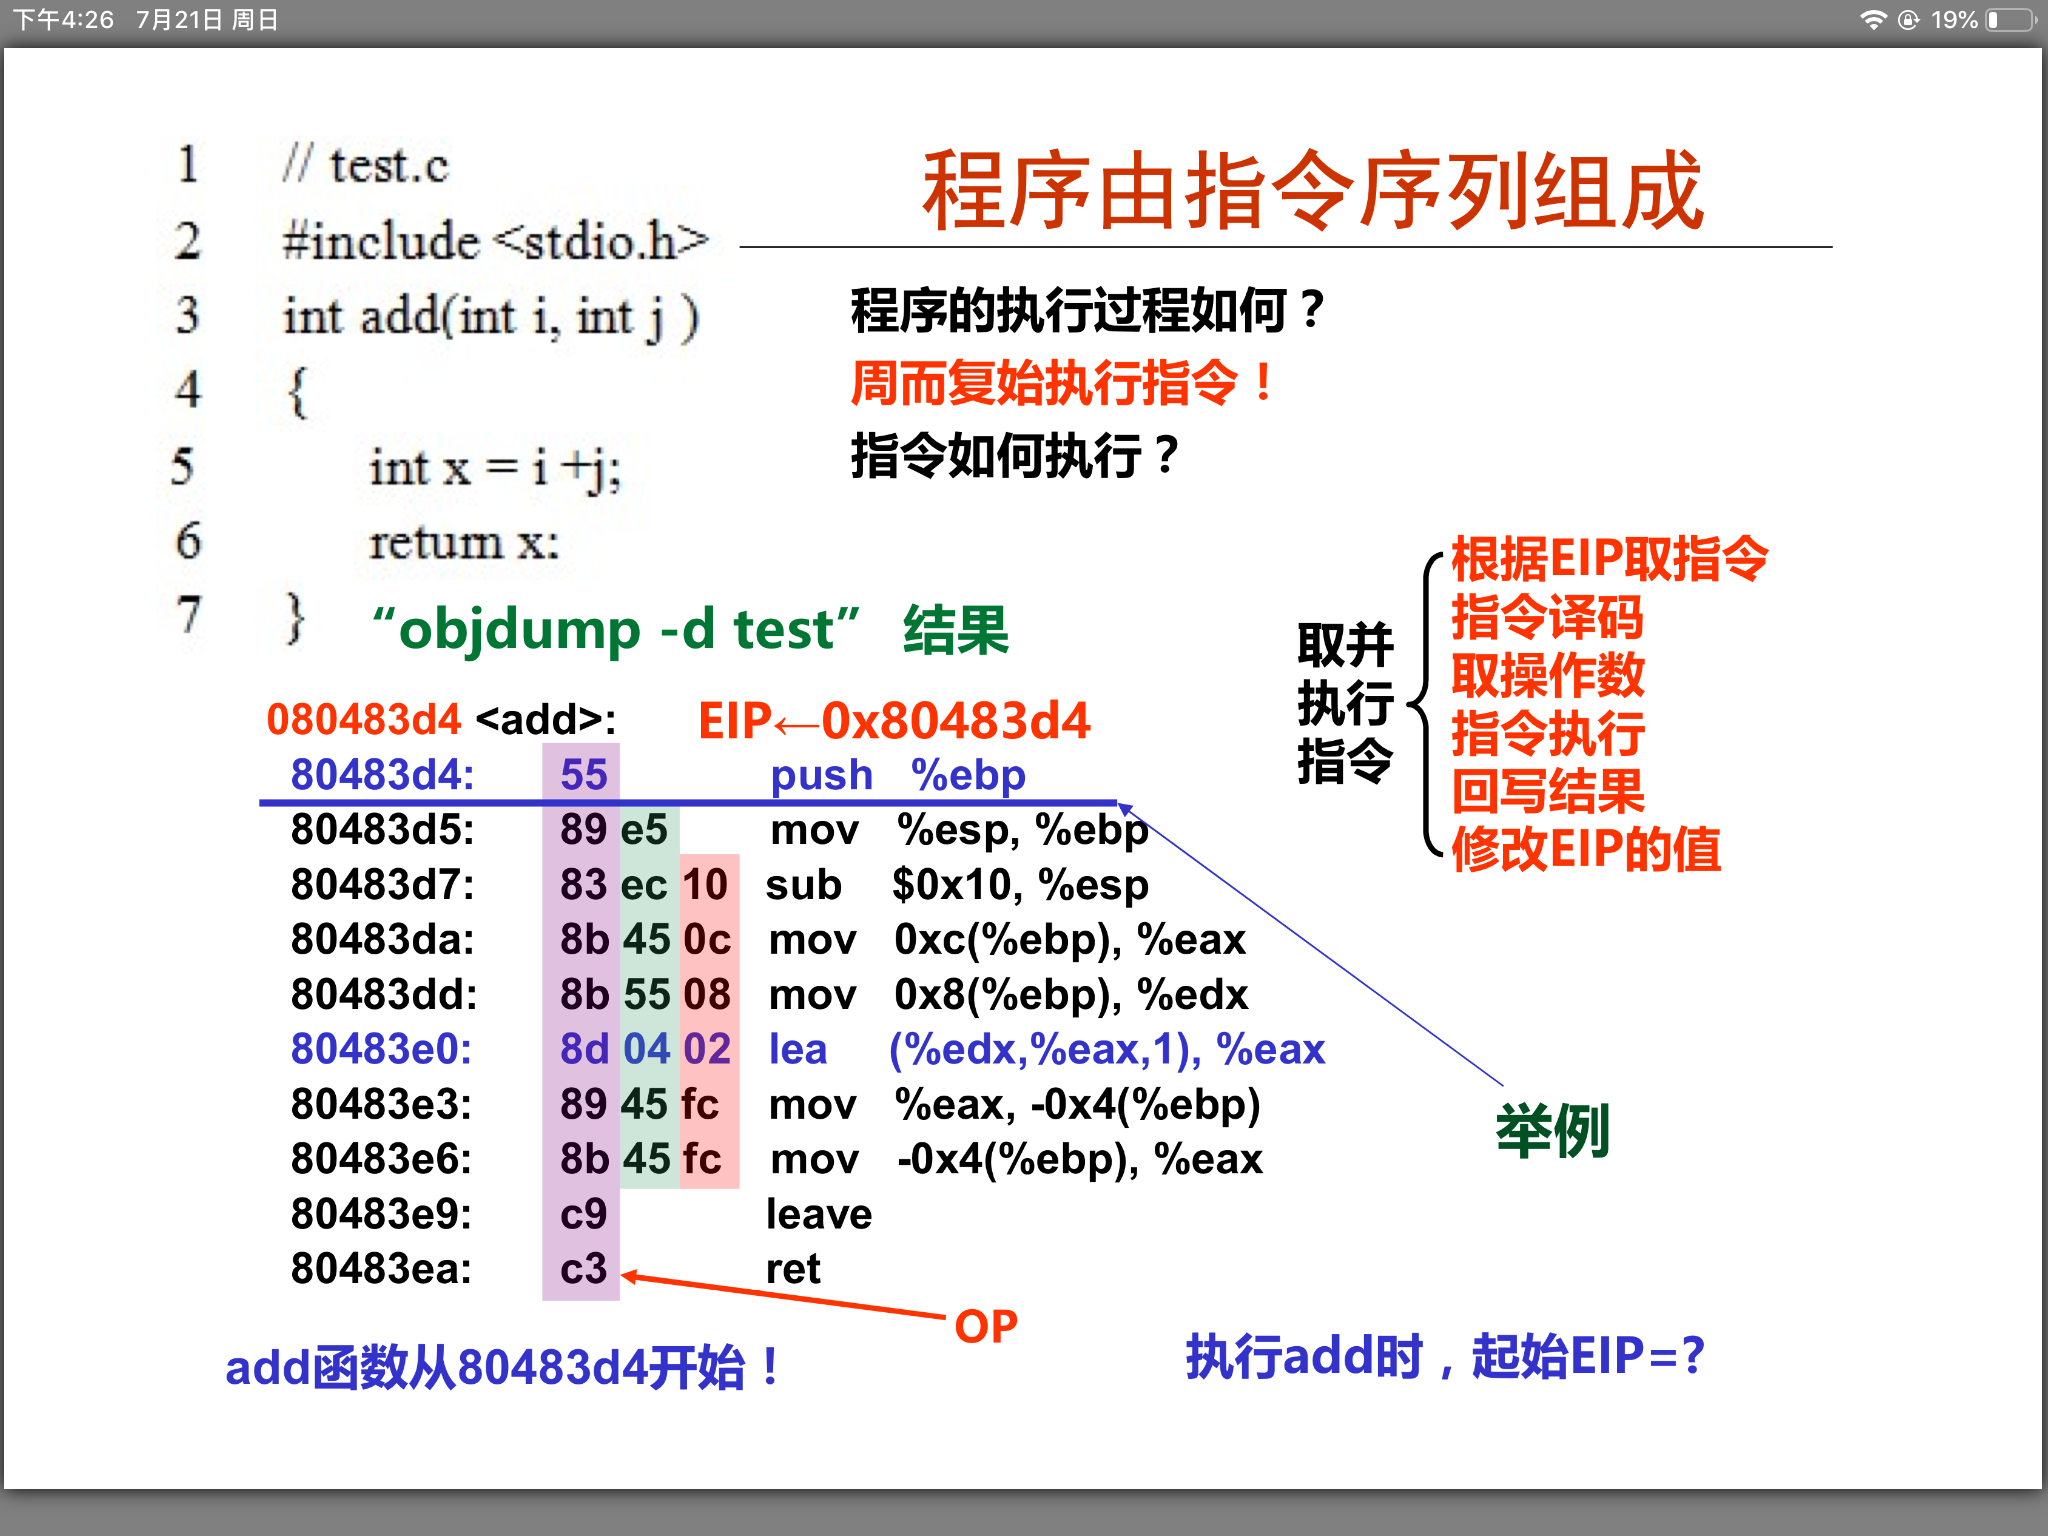 下午4:26 7月21日 周日
19%
1 // test.c
2 #include <stdio.h>
3 int add(int i, int j )
4 {
5 int x = i +j;
6 return x:
7 }
程序由指令序列组成
程序的执行过程如何？
周而复始执行指令！
指令如何执行？
取并
执行
指令
根据EIP取指令
指令译码
取操作数
指令执行
回写结果
修改EIP的值
“objdump -d test” 结果
080483d4 <add>: EIP←0x80483d4
80483d4: 55 push %ebp
80483d5: 89 e5 mov %esp, %ebp
80483d7: 83 ec 10 sub $0x10, %esp
80483da: 8b 45 0c mov 0xc(%ebp), %eax
80483dd: 8b 55 08 mov 0x8(%ebp), %edx
80483e0: 8d 04 02 lea (%edx,%eax,1), %eax
80483e3: 89 45 fc mov %eax, -0x4(%ebp)
80483e6: 8b 45 fc mov -0x4(%ebp), %eax
80483e9: c9 leave
80483ea: c3 ret
举例
OP
add函数从80483d4开始！
执行add时，起始EIP=?